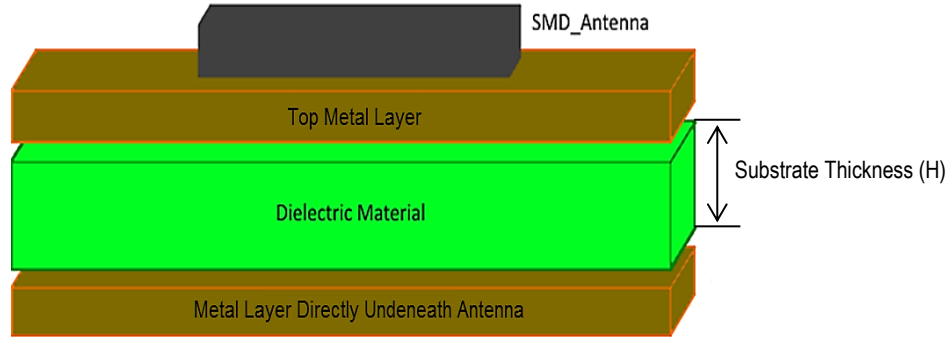 SMD_Antenna
Top Metal Layer
Substrate Thickness (H)
Dielectric Material
Metal Layer Directly Undeneath Antenna